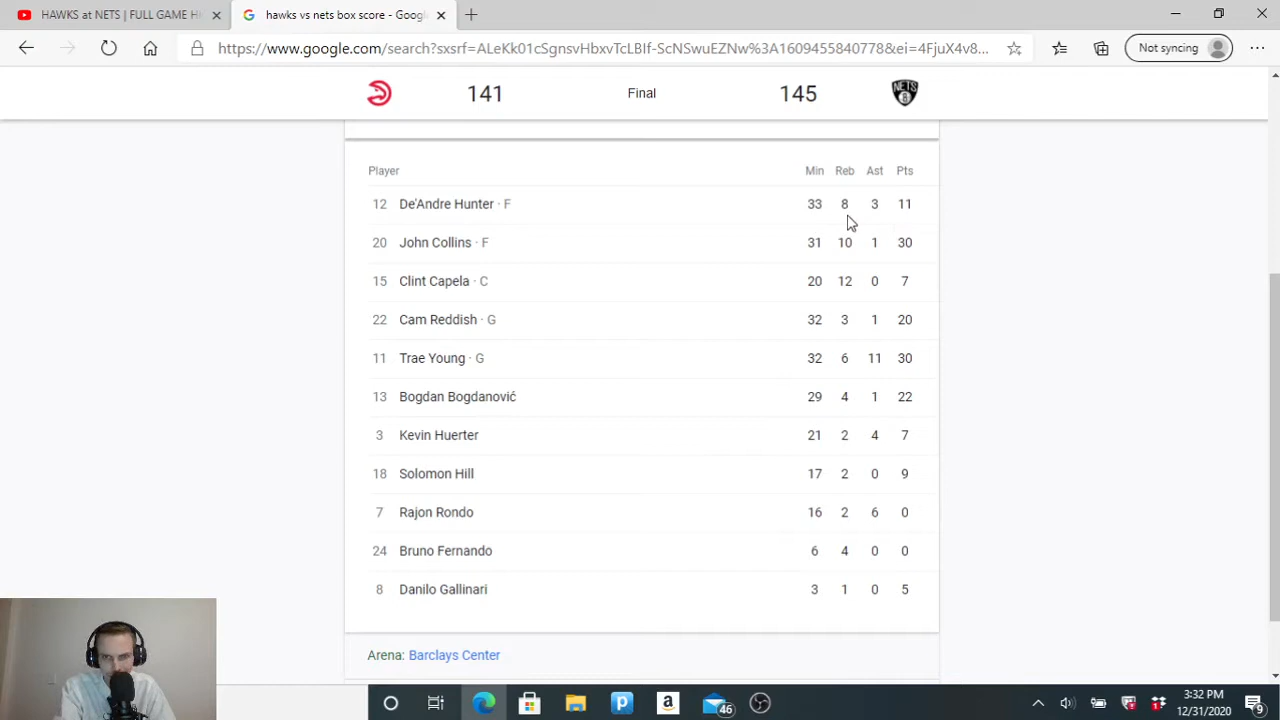 HAWKS at NETS | FULL GAME H
hawks vs nets box score - Google
https://www.google.com/search?sxsrf=ALeKk01cSgnsvHbxvTcLBIf-ScNSwuEZNw%3A1609455840778&ei=4FjuX4v8...
Not syncing
141 Final 145
NETS
Player Min Reb Ast Pts
12 De'Andre Hunter · F 33 8 3 11
20 John Collins · F 31 10 1 30
15 Clint Capela · C 20 12 0 7
22 Cam Reddish · G 32 3 1 20
11 Trae Young · G 32 6 11 30
13 Bogdan Bogdanović 29 4 1 22
3 Kevin Huerter 21 2 4 7
18 Solomon Hill 17 2 0 9
7 Rajon Rondo 16 2 6 0
24 Bruno Fernando 6 4 0 0
8 Danilo Gallinari 3 1 0 5
Arena: Barclays Center
46
3:32 PM
12/31/2020
9